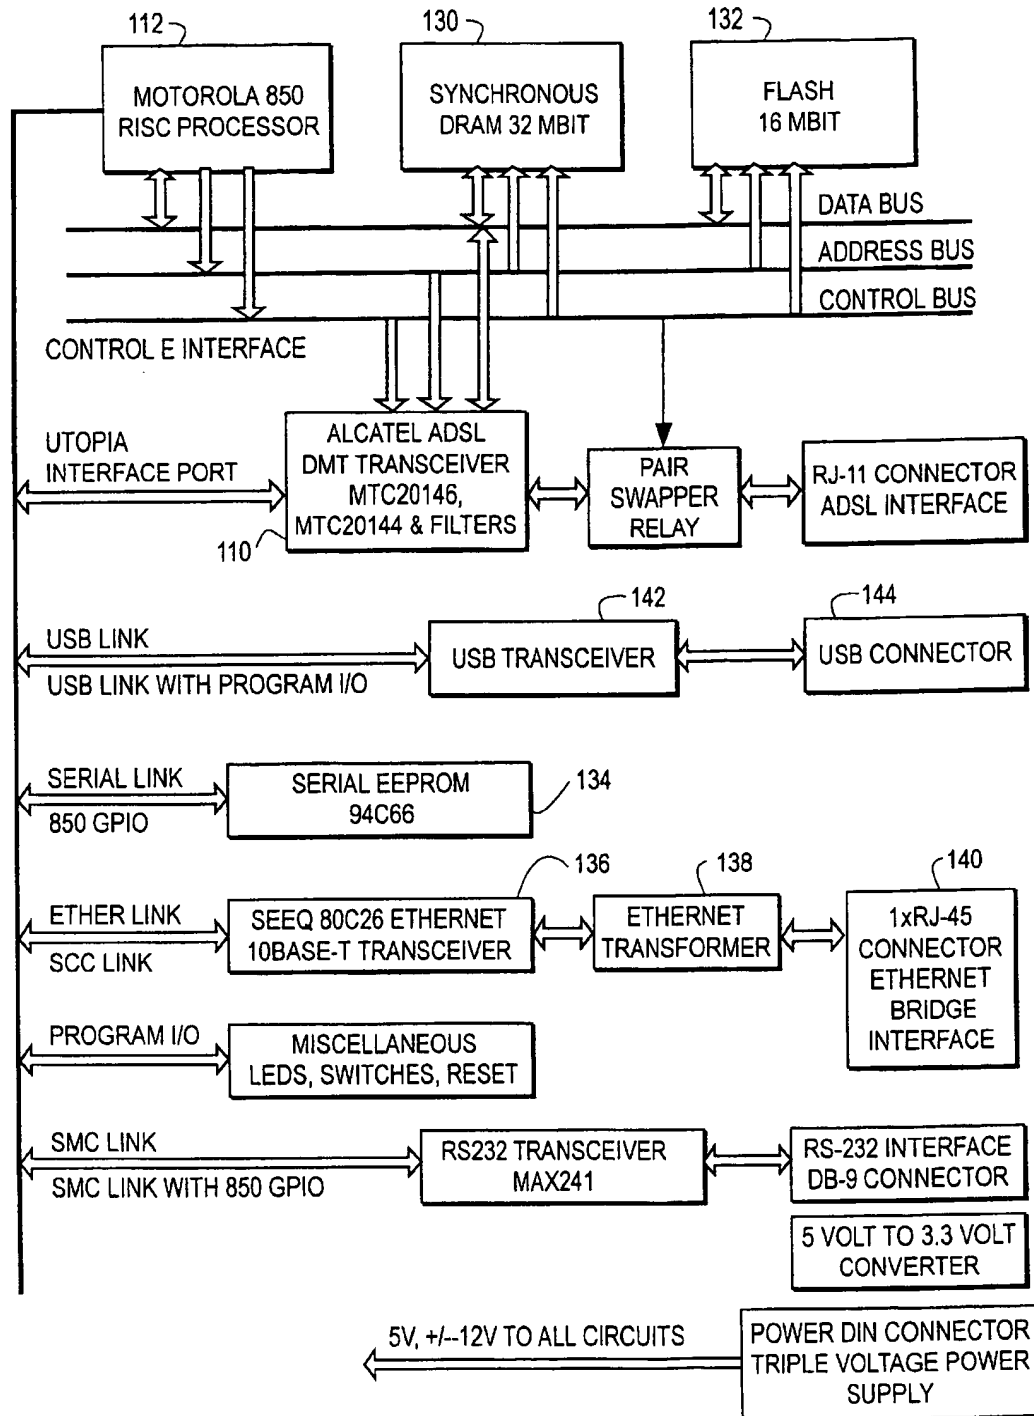 112
130
132
MOTOROLA 850
RISC PROCESSOR
SYNCHRONOUS
DRAM 32 MBIT
FLASH
16 MBIT
DATA BUS
ADDRESS BUS
CONTROL BUS
CONTROL E INTERFACE
UTOPIA
INTERFACE PORT
ALCATEL ADSL
DMT TRANSCEIVER
MTC20146,
MTC20144 & FILTERS
110
PAIR
SWAPPER
RELAY
RJ-11 CONNECTOR
ADSL INTERFACE
142
144
USB LINK
USB LINK WITH PROGRAM I/O
USB TRANSCEIVER
USB CONNECTOR
SERIAL LINK
850 GPIO
SERIAL EEPROM
94C66
134
136
138
140
ETHER LINK
SCC LINK
SEEQ 80C26 ETHERNET
10BASE-T TRANSCEIVER
ETHERNET
TRANSFORMER
1xRJ-45
CONNECTOR
ETHERNET
BRIDGE
INTERFACE
PROGRAM I/O
MISCELLANEOUS
LEDS, SWITCHES, RESET
SMC LINK
SMC LINK WITH 850 GPIO
RS232 TRANSCEIVER
MAX241
RS-232 INTERFACE
DB-9 CONNECTOR
5 VOLT TO 3.3 VOLT
CONVERTER
5V, +/--12V TO ALL CIRCUITS
POWER DIN CONNECTOR
TRIPLE VOLTAGE POWER
SUPPLY